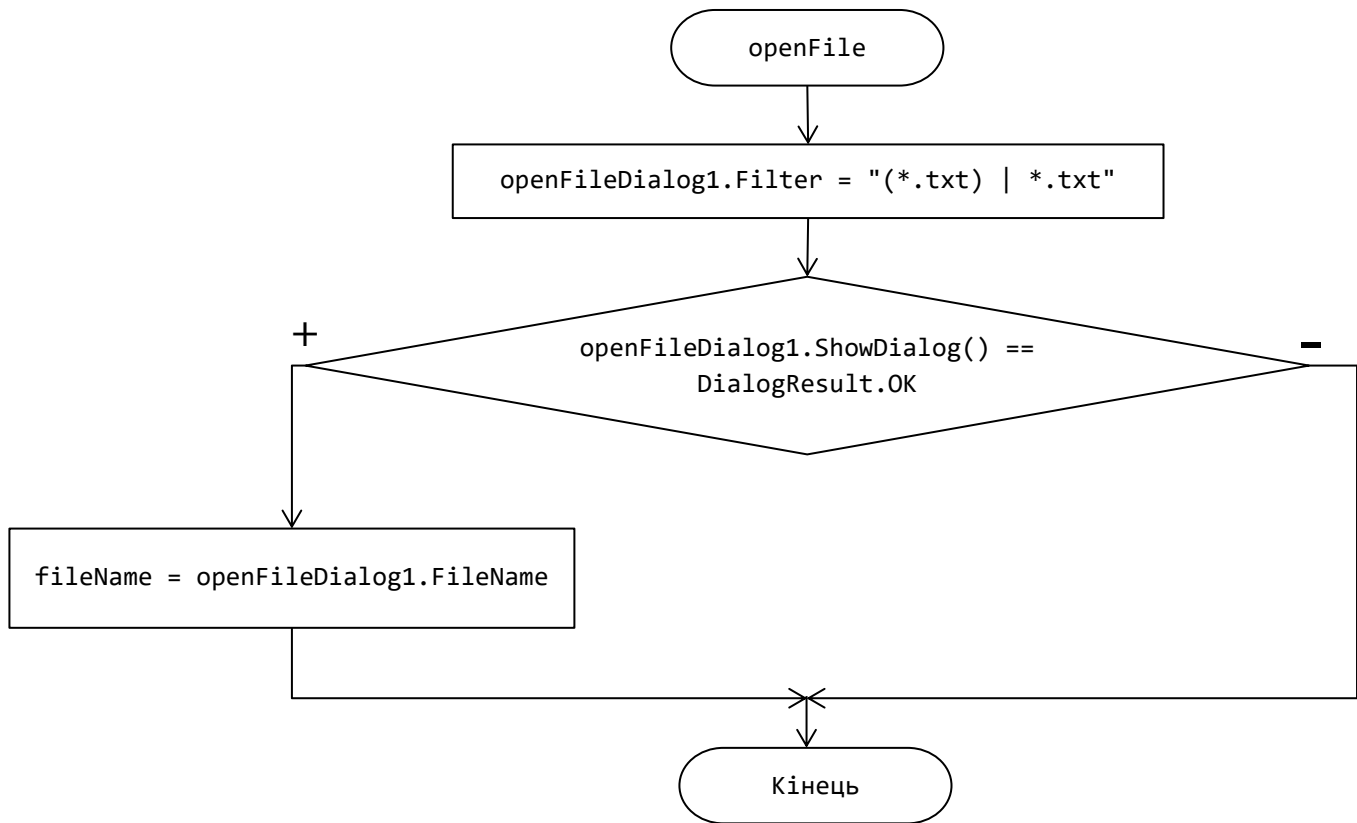 openFile
openFileDialog1.Filter = "(*.txt) | *.txt"
+
-
openFileDialog1.ShowDialog() ==
DialogResult.OK
fileName = openFileDialog1.FileName
Кінець